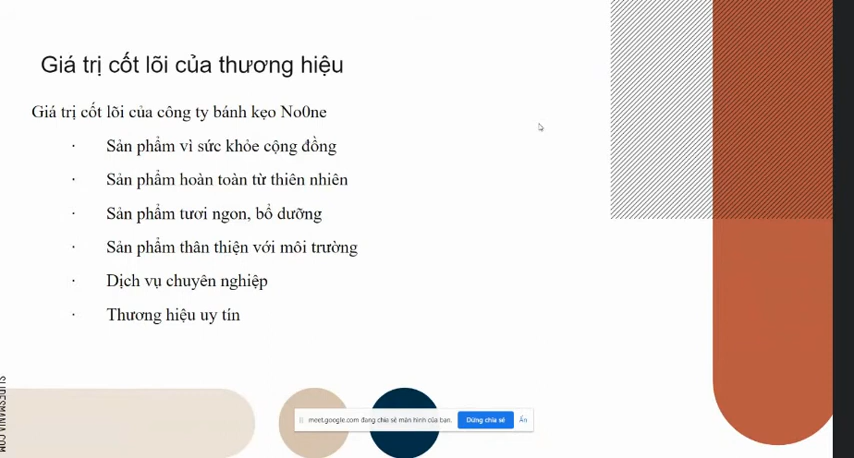 Giá trị cốt lõi của thương hiệu
Giá trị cốt lõi của công ty bánh kẹo No0ne
· Sản phẩm vì sức khỏe cộng đồng
· Sản phẩm hoàn toàn từ thiên nhiên
· Sản phẩm tươi ngon, bổ dưỡng
· Sản phẩm thân thiện với môi trường
· Dịch vụ chuyên nghiệp
· Thương hiệu uy tín
meet.google.com đang chia sẻ màn hình của bạn. Dừng chia sẻ Ẩn